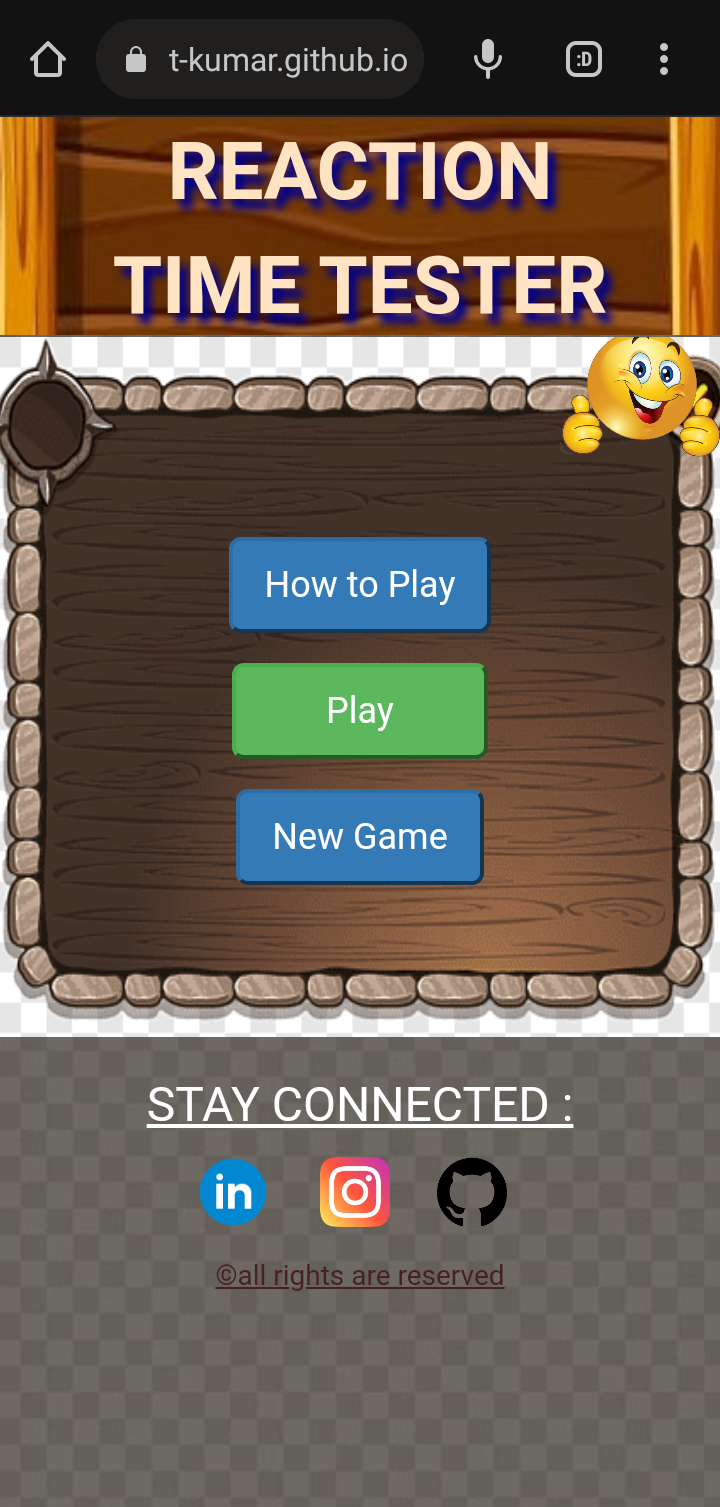 t-kumar.github.io
:D
REACTION
TIME TESTER
How to Play
Play
New Game
STAY CONNECTED :
in
©all rights are reserved